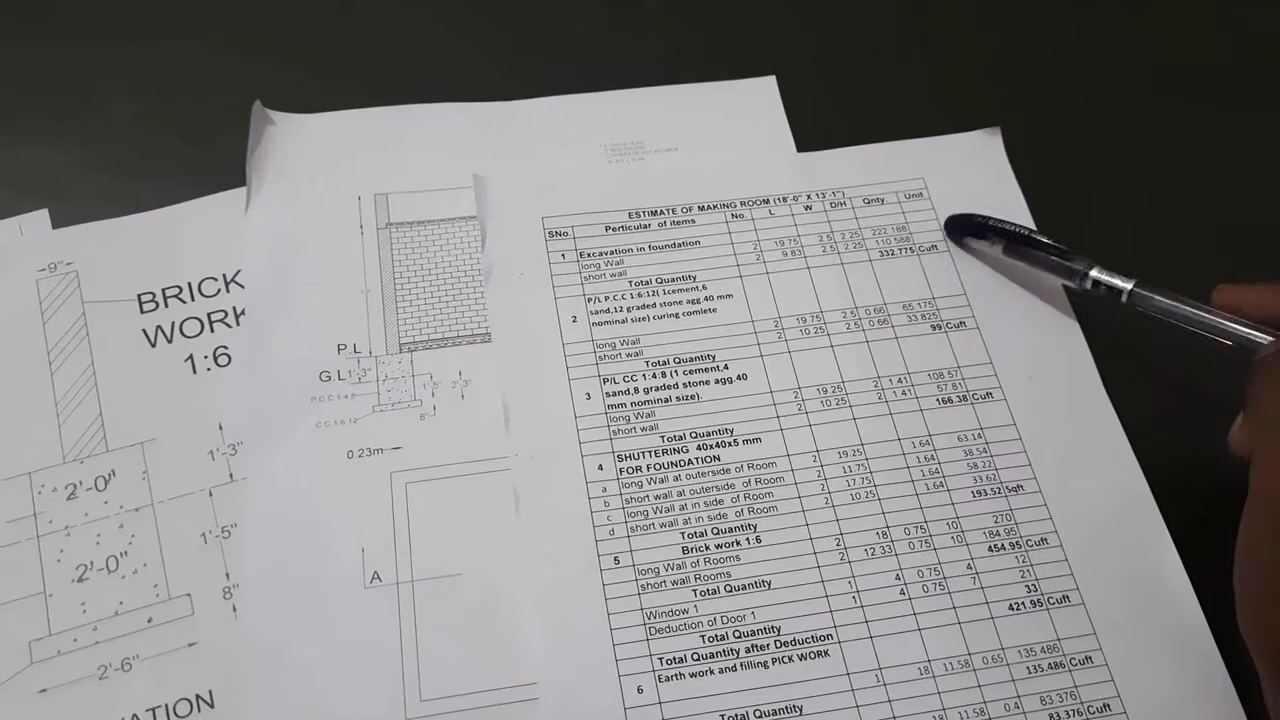 9"
BRICK
WORK
1:6
2'-0"
2'-0"
1'-3"
1'-5"
8"
2'-6"
P.L
G.L
1'-3"
P.C.C 1:4:8
C.C 1:6:12
1'-5"
2'-3"
8"
0.23m
A
ESTIMATE OF MAKING ROOM (18'-0" X 13'-1")
SNo. Perticular of items No. L W D/H Qnty. Unit
1 Excavation in foundation
long Wall 2 19.75 2.5 2.25 222.188
short wall 2 9.83 2.5 2.25 110.588
Total Quantity 332.775 Cuft
2 P/L P.C.C 1:6:12( 1cement,6
sand,12 graded stone agg.40 mm
nominal size) curing comlete
long Wall 2 19.75 2.5 0.66 65.175
short wall 2 10.25 2.5 0.66 33.825
Total Quantity 99 Cuft
3 P/L CC 1:4:8 (1 cement,4
sand,8 graded stone agg.40
mm nominal size).
long Wall 2 19.25 2 1.41 108.57
short wall 2 10.25 2 1.41 57.81
Total Quantity 166.38 Cuft
4 SHUTTERING 40x40x5 mm
FOR FOUNDATION
a long Wall at outerside of Room 2 19.25 1.64 63.14
b short wall at outerside of Room 2 11.75 1.64 38.54
c long Wall at in side of Room 2 17.75 1.64 58.22
d short wall at in side of Room 2 10.25 1.64 33.62
Total Quantity 193.52 Sqft
5 Brick work 1:6
long Wall of Rooms 2 18 0.75 10 270
short wall Rooms 2 12.33 0.75 10 184.95
Total Quantity 454.95 Cuft
Window 1 1 4 0.75 4 12
Deduction of Door 1 1 4 0.75 7 21
Total Quantity 33
Total Quantity after Deduction 421.95 Cuft
6 Earth work and filling PICK WORK
1 18 11.58 0.65 135.486
Total Quantity 135.486 Cuft
18 11.58 0.4 83.376
83.376 Cuft